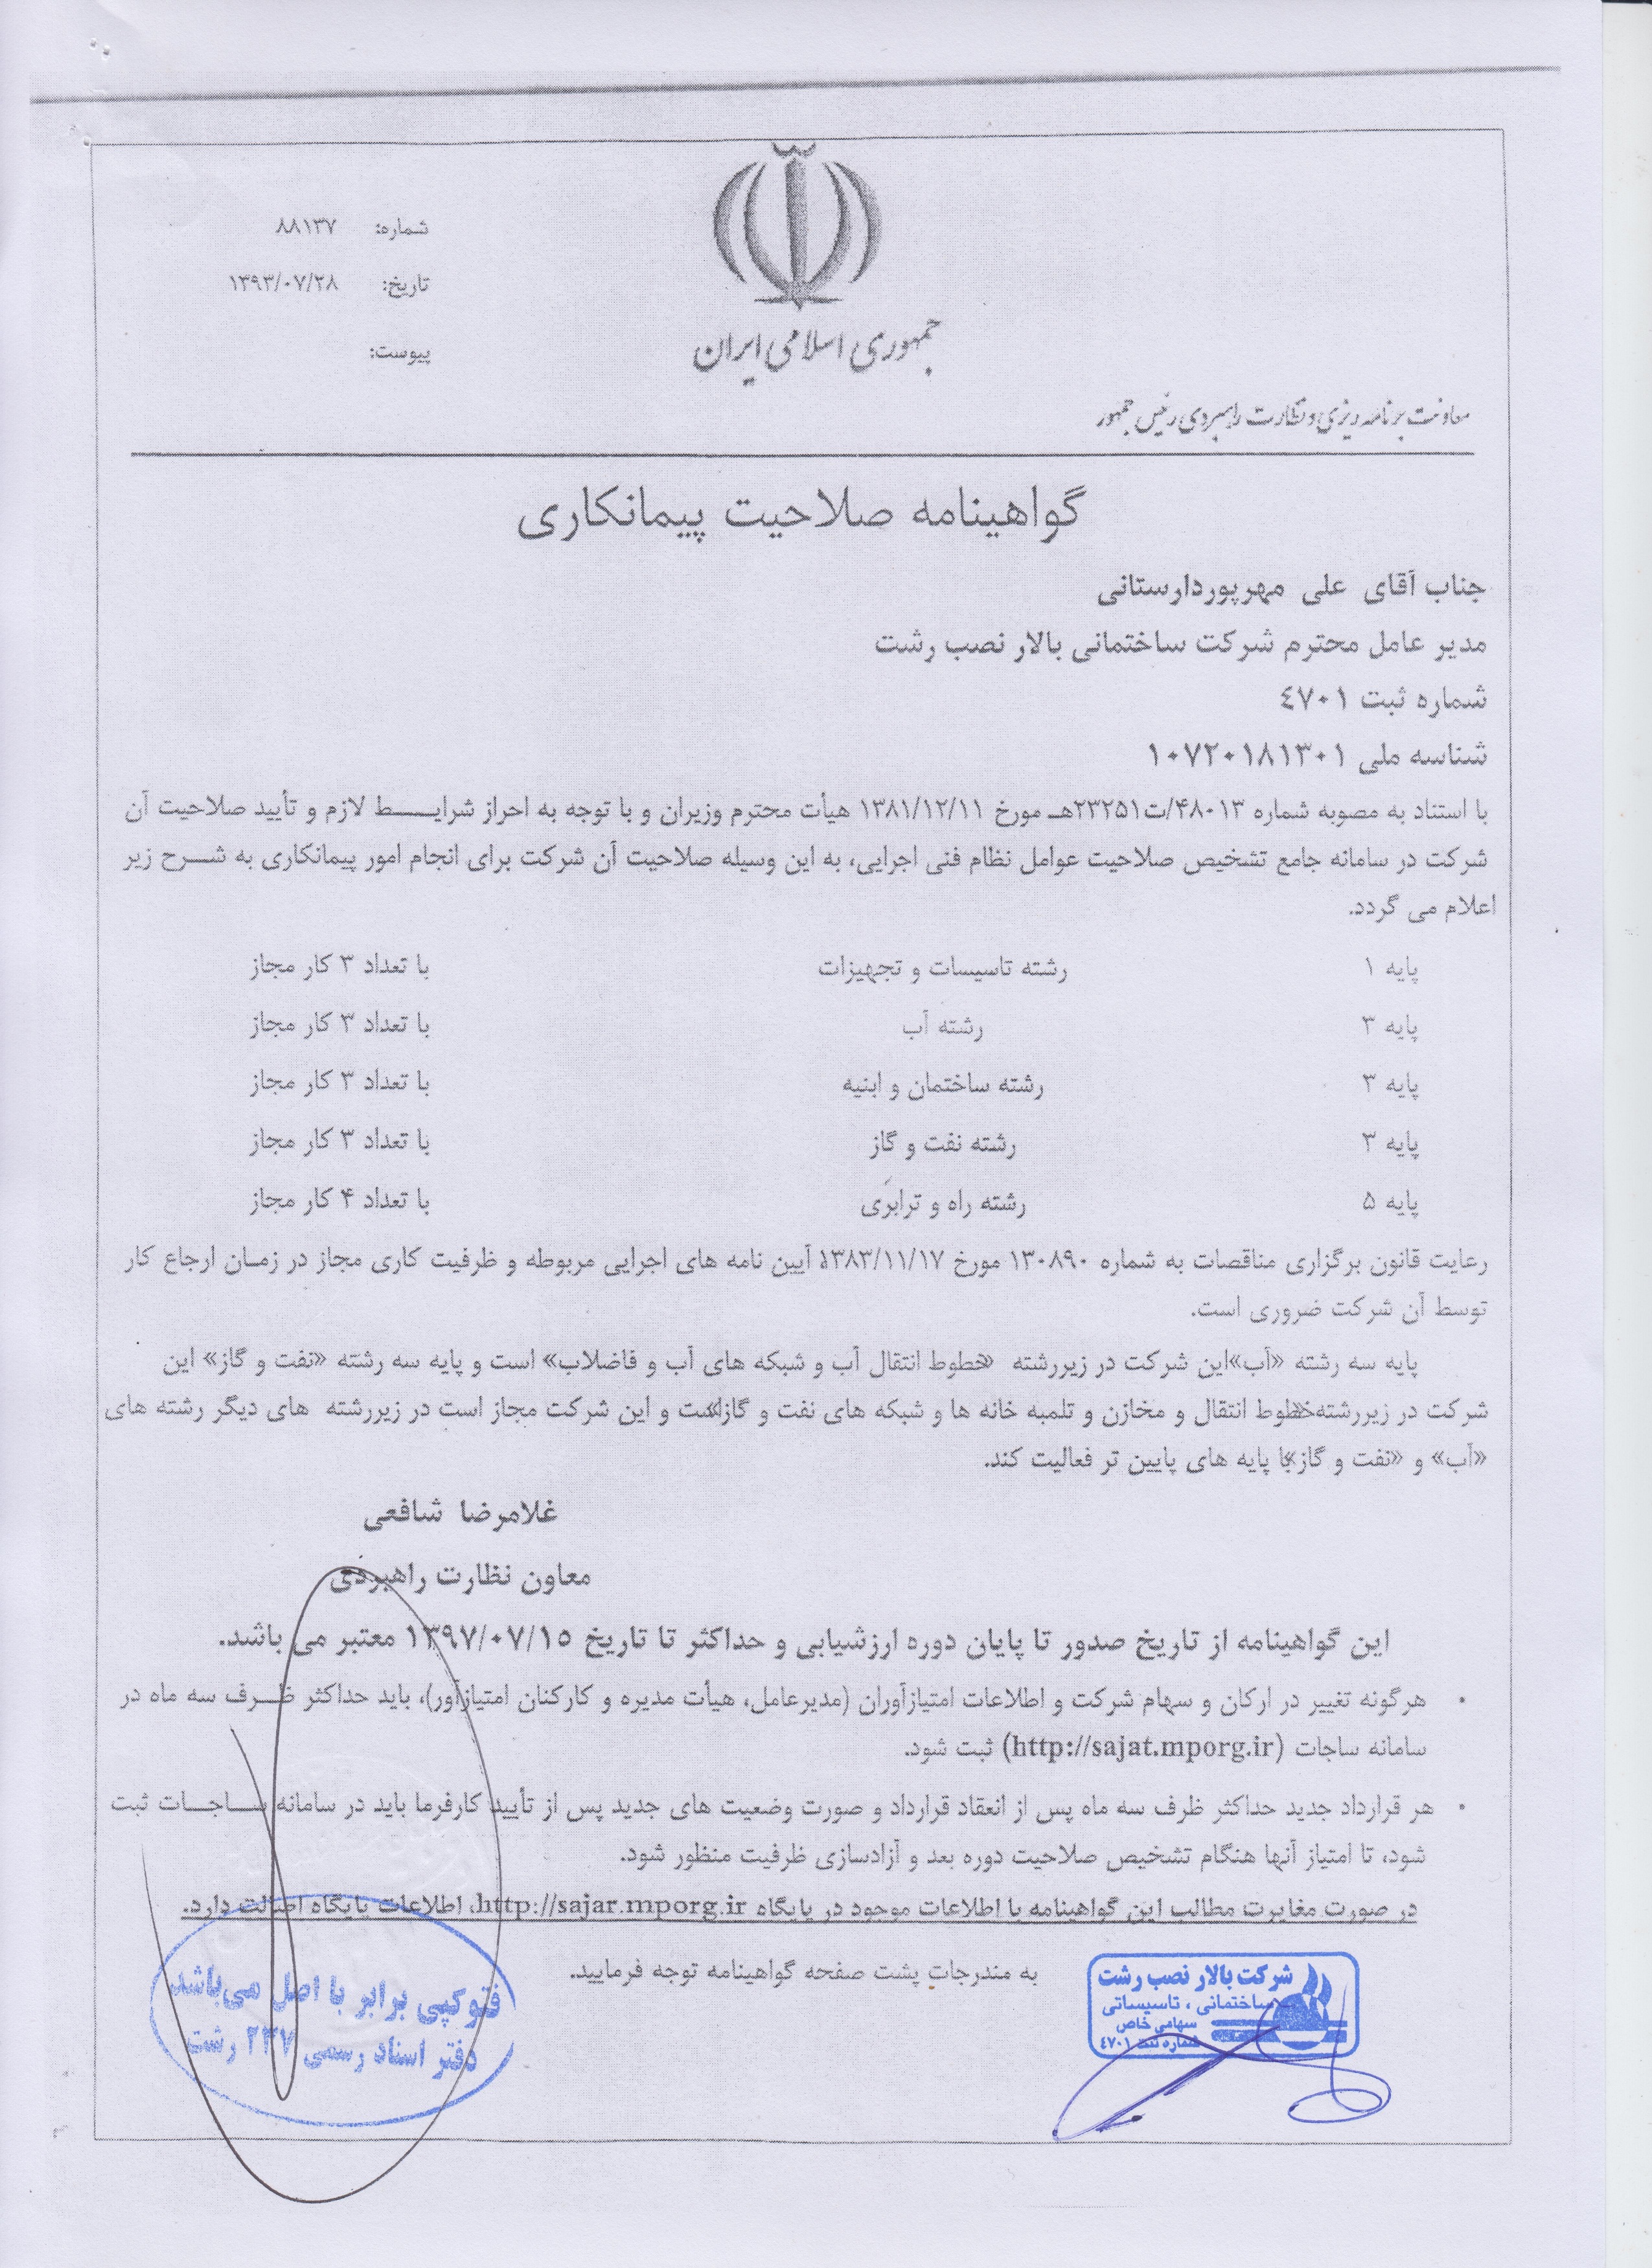 شماره: ۸۸۱۳۷
تاریخ: ۱۳۹۳/۰۷/۲۸
پیوست:
جمهوری اسلامی ایران
معاونت برنامه ریزی و نظارت راهبردی رئیس جمهور
گواهینامه صلاحیت پیمانکاری
جناب آقای علی مهرپوردارستانی
مدیر عامل محترم شرکت ساختمانی بالار نصب رشت
شماره ثبت ٤٧٠١
شناسه ملی ۱۰۷۲۰۱۸۱۳۰۱
با استناد به مصوبه شماره ۴۸۰۱۳/ت۲۳۲۵۱هـ مورخ ۱۳۸۱/۱۲/۱۱ هیأت محترم وزیران و با توجه به احراز شرایـــــط لازم و تأیید صلاحیت آن
شرکت در سامانه جامع تشخیص صلاحیت عوامل نظام فنی اجرایی، به این وسیله صلاحیت آن شرکت برای انجام امور پیمانکاری به شـــرح زیر
اعلام می گردد.
پایه ۱ رشته تاسیسات و تجهیزات با تعداد ۳ کار مجاز
پایه ۳ رشته آب با تعداد ۳ کار مجاز
پایه ۳ رشته ساختمان و ابنیه با تعداد ۳ کار مجاز
پایه ۳ رشته نفت و گاز با تعداد ۳ کار مجاز
پایه ۵ رشته راه و ترابری با تعداد ۴ کار مجاز
رعایت قانون برگزاری مناقصات به شماره ۱۳۰۸۹۰ مورخ ۱۳۸۳/۱۱/۱۷، آیین نامه های اجرایی مربوطه و ظرفیت کاری مجاز در زمـان ارجاع کار
توسط آن شرکت ضروری است.
پایه سه رشته «آب»این شرکت در زیررشته «خطوط انتقال آب و شبکه های آب و فاضلاب» است و پایه سه رشته «نفت و گاز» این
شرکت در زیررشته«خطوط انتقال و مخازن و تلمبه خانه ها و شبکه های نفت و گاز»است و این شرکت مجاز است در زیررشته های دیگر رشته های
«آب» و «نفت و گاز»با پایه های پایین تر فعالیت کند.
غلامرضا شافعی
معاون نظارت راهبردی
این گواهینامه از تاریخ صدور تا پایان دوره ارزشیابی و حداکثر تا تاریخ ۱۳۹۷/۰۷/۱۵ معتبر می باشد.
• هرگونه تغییر در ارکان و سهام شرکت و اطلاعات امتیازآوران (مدیرعامل، هیأت مدیره و کارکنان امتیازآور)، باید حداکثر ظـــرف سه ماه در
سامانه ساجات (http://sajat.mporg.ir) ثبت شود.
• هر قرارداد جدید حداکثر ظرف سه ماه پس از انعقاد قرارداد و صورت وضعیت های جدید پس از تأیید کارفرما باید در سامانه ســـاجـــات ثبت
شود، تا امتیاز آنها هنگام تشخیص صلاحیت دوره بعد و آزادسازی ظرفیت منظور شود.
در صورت مغایرت مطالب این گواهینامه با اطلاعات موجود در پایگاه http://sajar.mporg.ir، اطلاعات پایگاه اصالت دارد.
به مندرجات پشت صفحه گواهینامه توجه فرمایید.
شرکت بالار نصب رشت
ساختمانی ، تاسیساتی
سهامی خاص
شماره ثبت ٤٧٠١
فتوکپی برابر با اصل می‌باشد
دفتر اسناد رسمی ۲۳۷ رشت